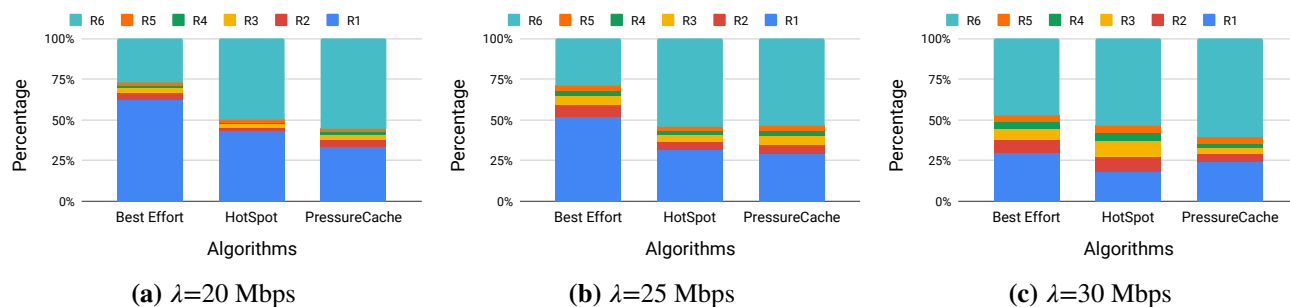 R6 R5 R4 R3 R2 R1
100%
75%
50%
25%
0%
Percentage
Best Effort HotSpot PressureCache
Algorithms
(a) λ=20 Mbps
R6 R5 R4 R3 R2 R1
100%
75%
50%
25%
0%
Percentage
Best Effort HotSpot PressureCache
Algorithms
(b) λ=25 Mbps
R6 R5 R4 R3 R2 R1
100%
75%
50%
25%
0%
Percentage
Best Effort HotSpot PressureCache
Algorithms
(c) λ=30 Mbps